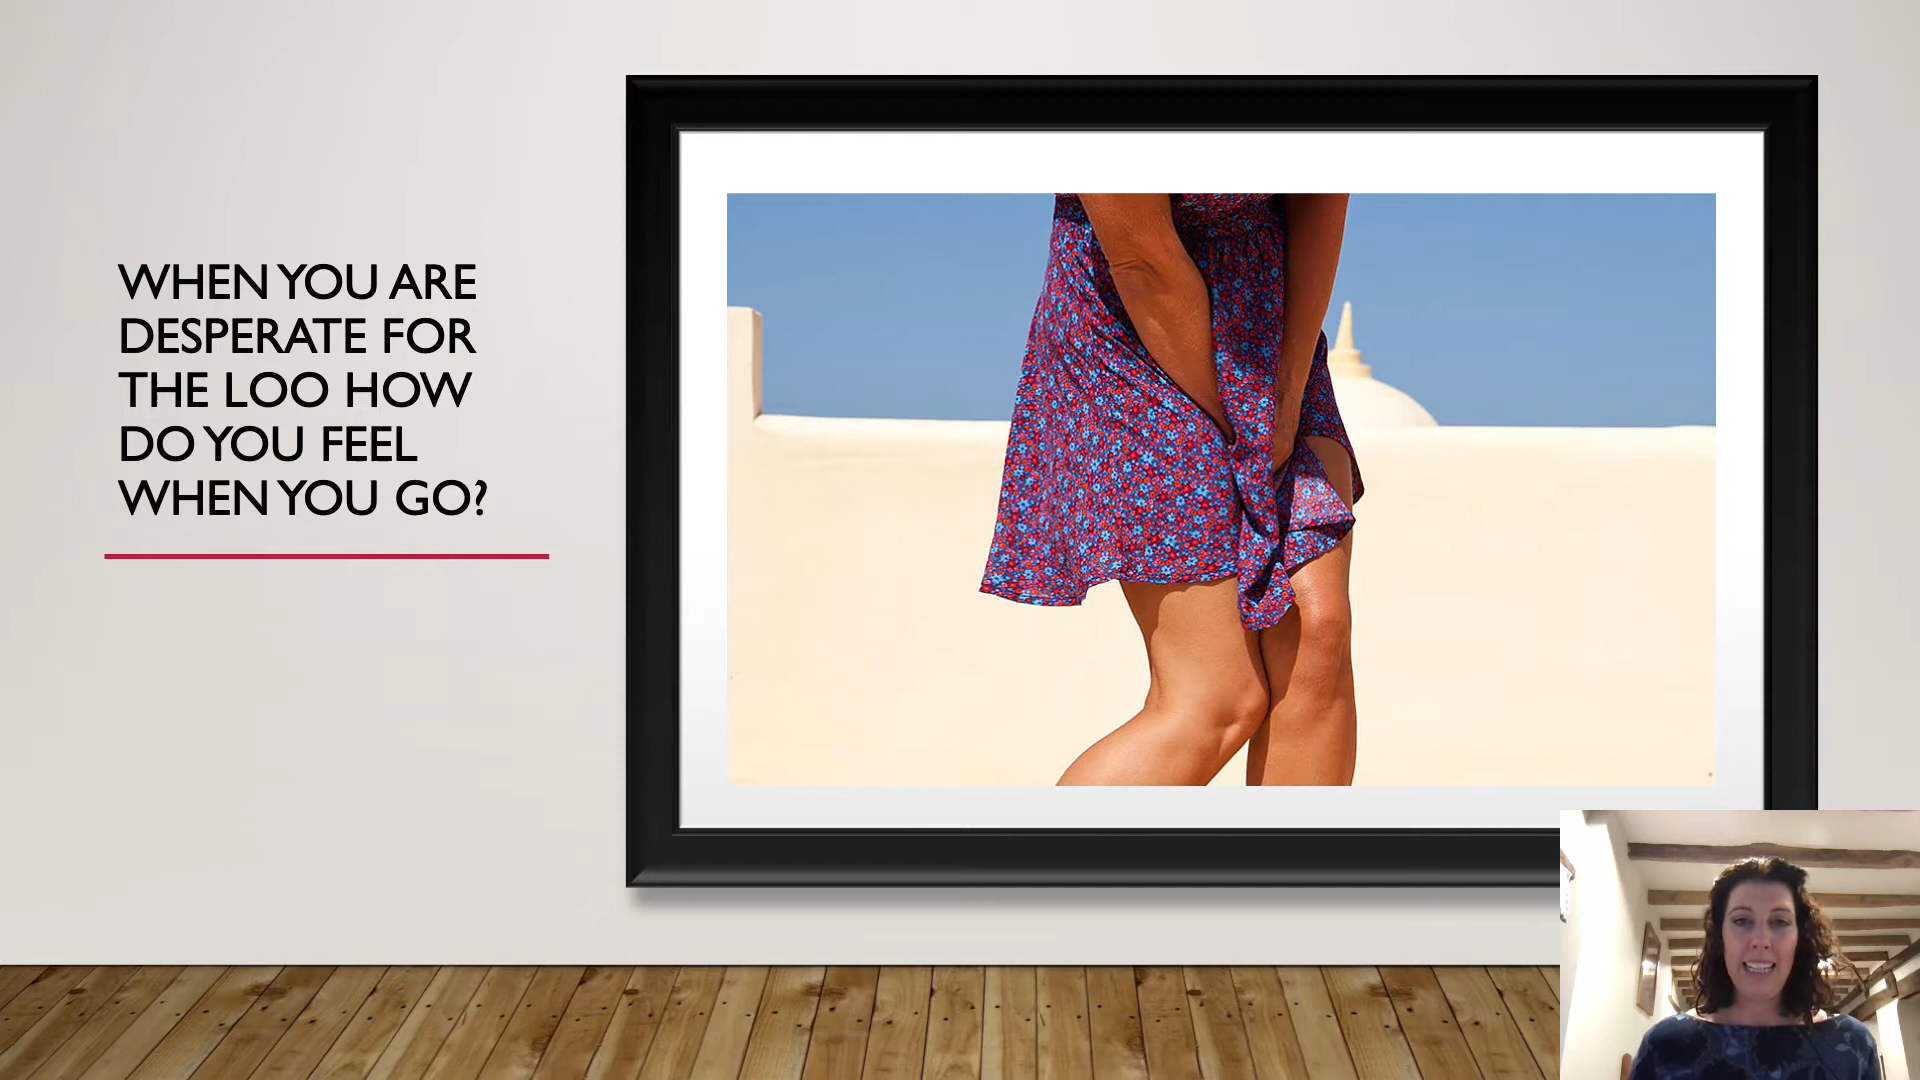 WHEN YOU ARE
DESPERATE FOR
THE LOO HOW
DO YOU FEEL
WHEN YOU GO?